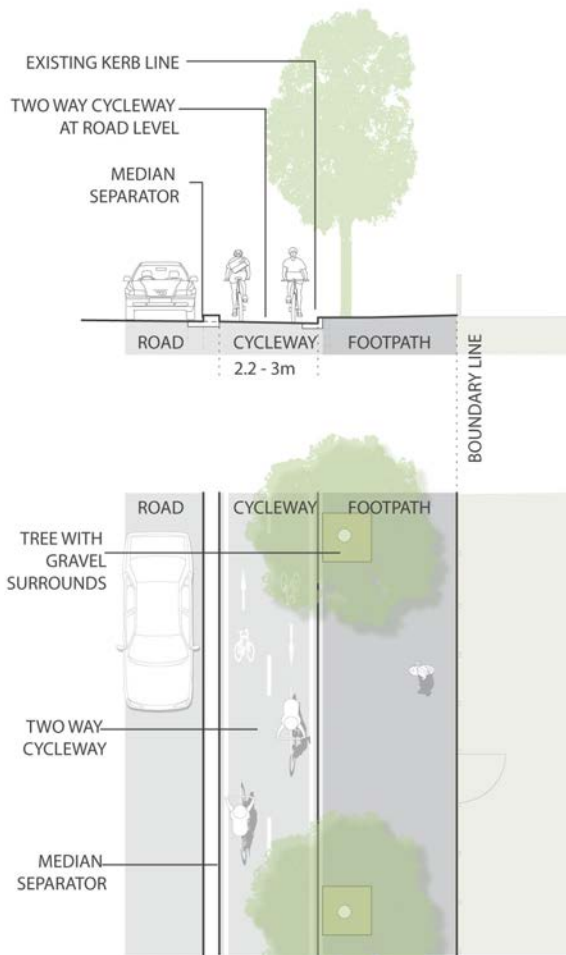 EXISTING KERB LINE
TWO WAY CYCLEWAY
AT ROAD LEVEL
MEDIAN
SEPARATOR
ROAD
CYCLEWAY
FOOTPATH
2.2 - 3m
BOUNDARY LINE
ROAD
CYCLEWAY
FOOTPATH
TREE WITH
GRAVEL
SURROUNDS
TWO WAY
CYCLEWAY
MEDIAN
SEPARATOR